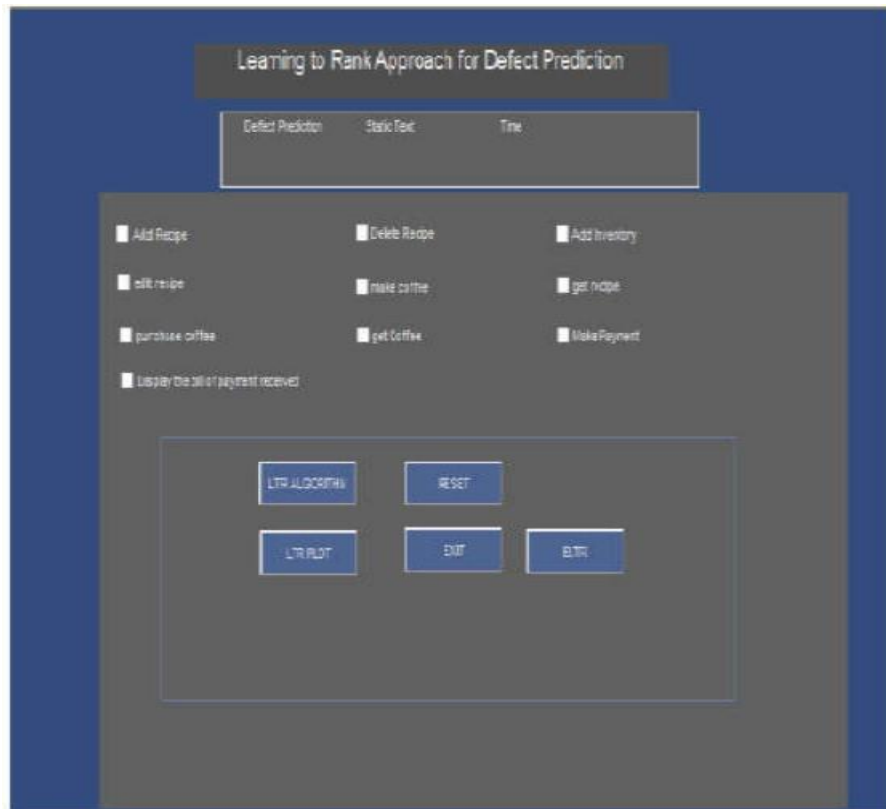 Learning to Rank Approach for Defect Prediction
Defect Prediction Static Text Time
Add Recipe Delete Recipe Add Inventory
edit recipe make coffee get recipe
purchase coffee get Coffee Make Payment
Display the bill of payment received
LTR ALGORITHM RESET
LTR PLOT EXIT ELTR